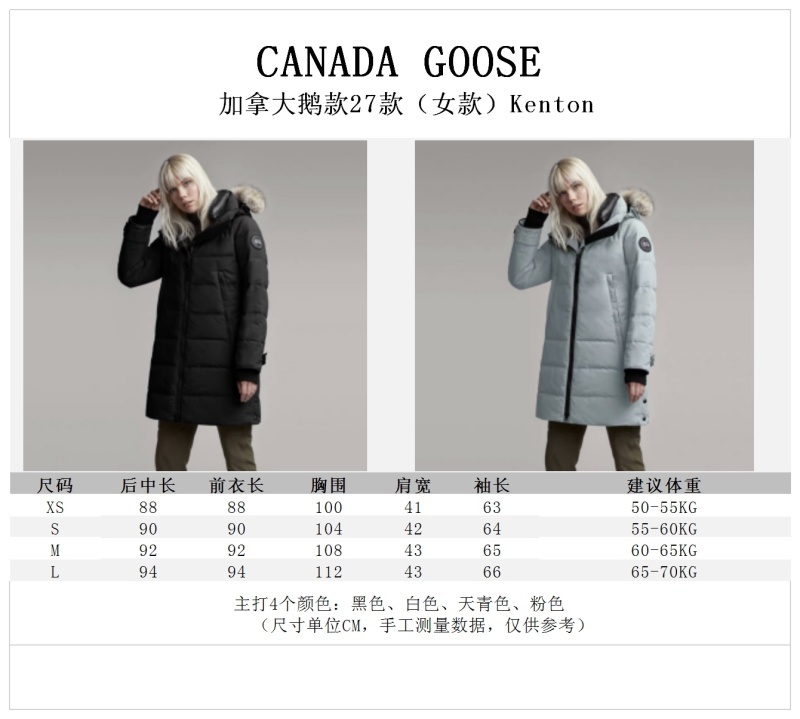 CANADA GOOSE
加拿大鹅款27款（女款）Kenton
尺码 后中长 前衣长 胸围 肩宽 袖长 建议体重
XS 88 88 100 41 63 50-55KG
S 90 90 104 42 64 55-60KG
M 92 92 108 43 65 60-65KG
L 94 94 112 43 66 65-70KG
主打4个颜色：黑色、白色、天青色、粉色
（尺寸单位CM，手工测量数据，仅供参考）